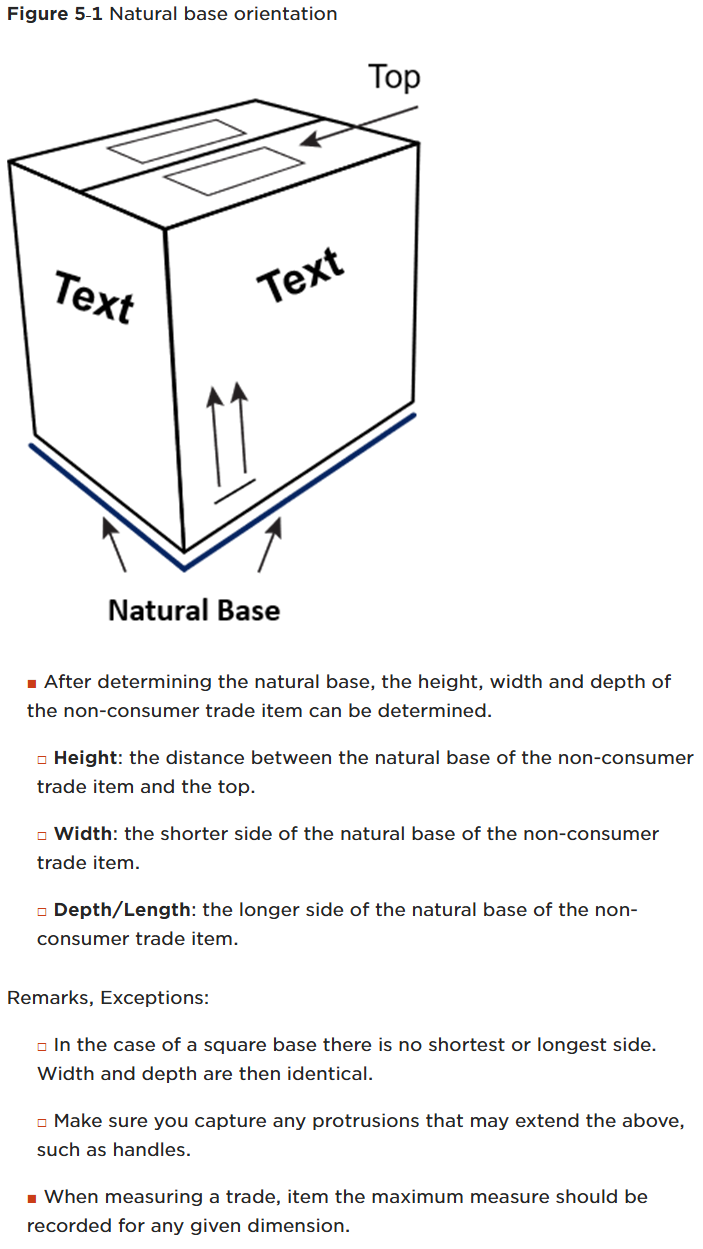 Figure 5-1 Natural base orientation
Top
Text
Text
Natural Base
■ After determining the natural base, the height, width and depth of
the non-consumer trade item can be determined.
□ Height: the distance between the natural base of the non-consumer
trade item and the top.
□ Width: the shorter side of the natural base of the non-consumer
trade item.
□ Depth/Length: the longer side of the natural base of the non-
consumer trade item.
Remarks, Exceptions:
□ In the case of a square base there is no shortest or longest side.
Width and depth are then identical.
□ Make sure you capture any protrusions that may extend the above,
such as handles.
■ When measuring a trade, item the maximum measure should be
recorded for any given dimension.